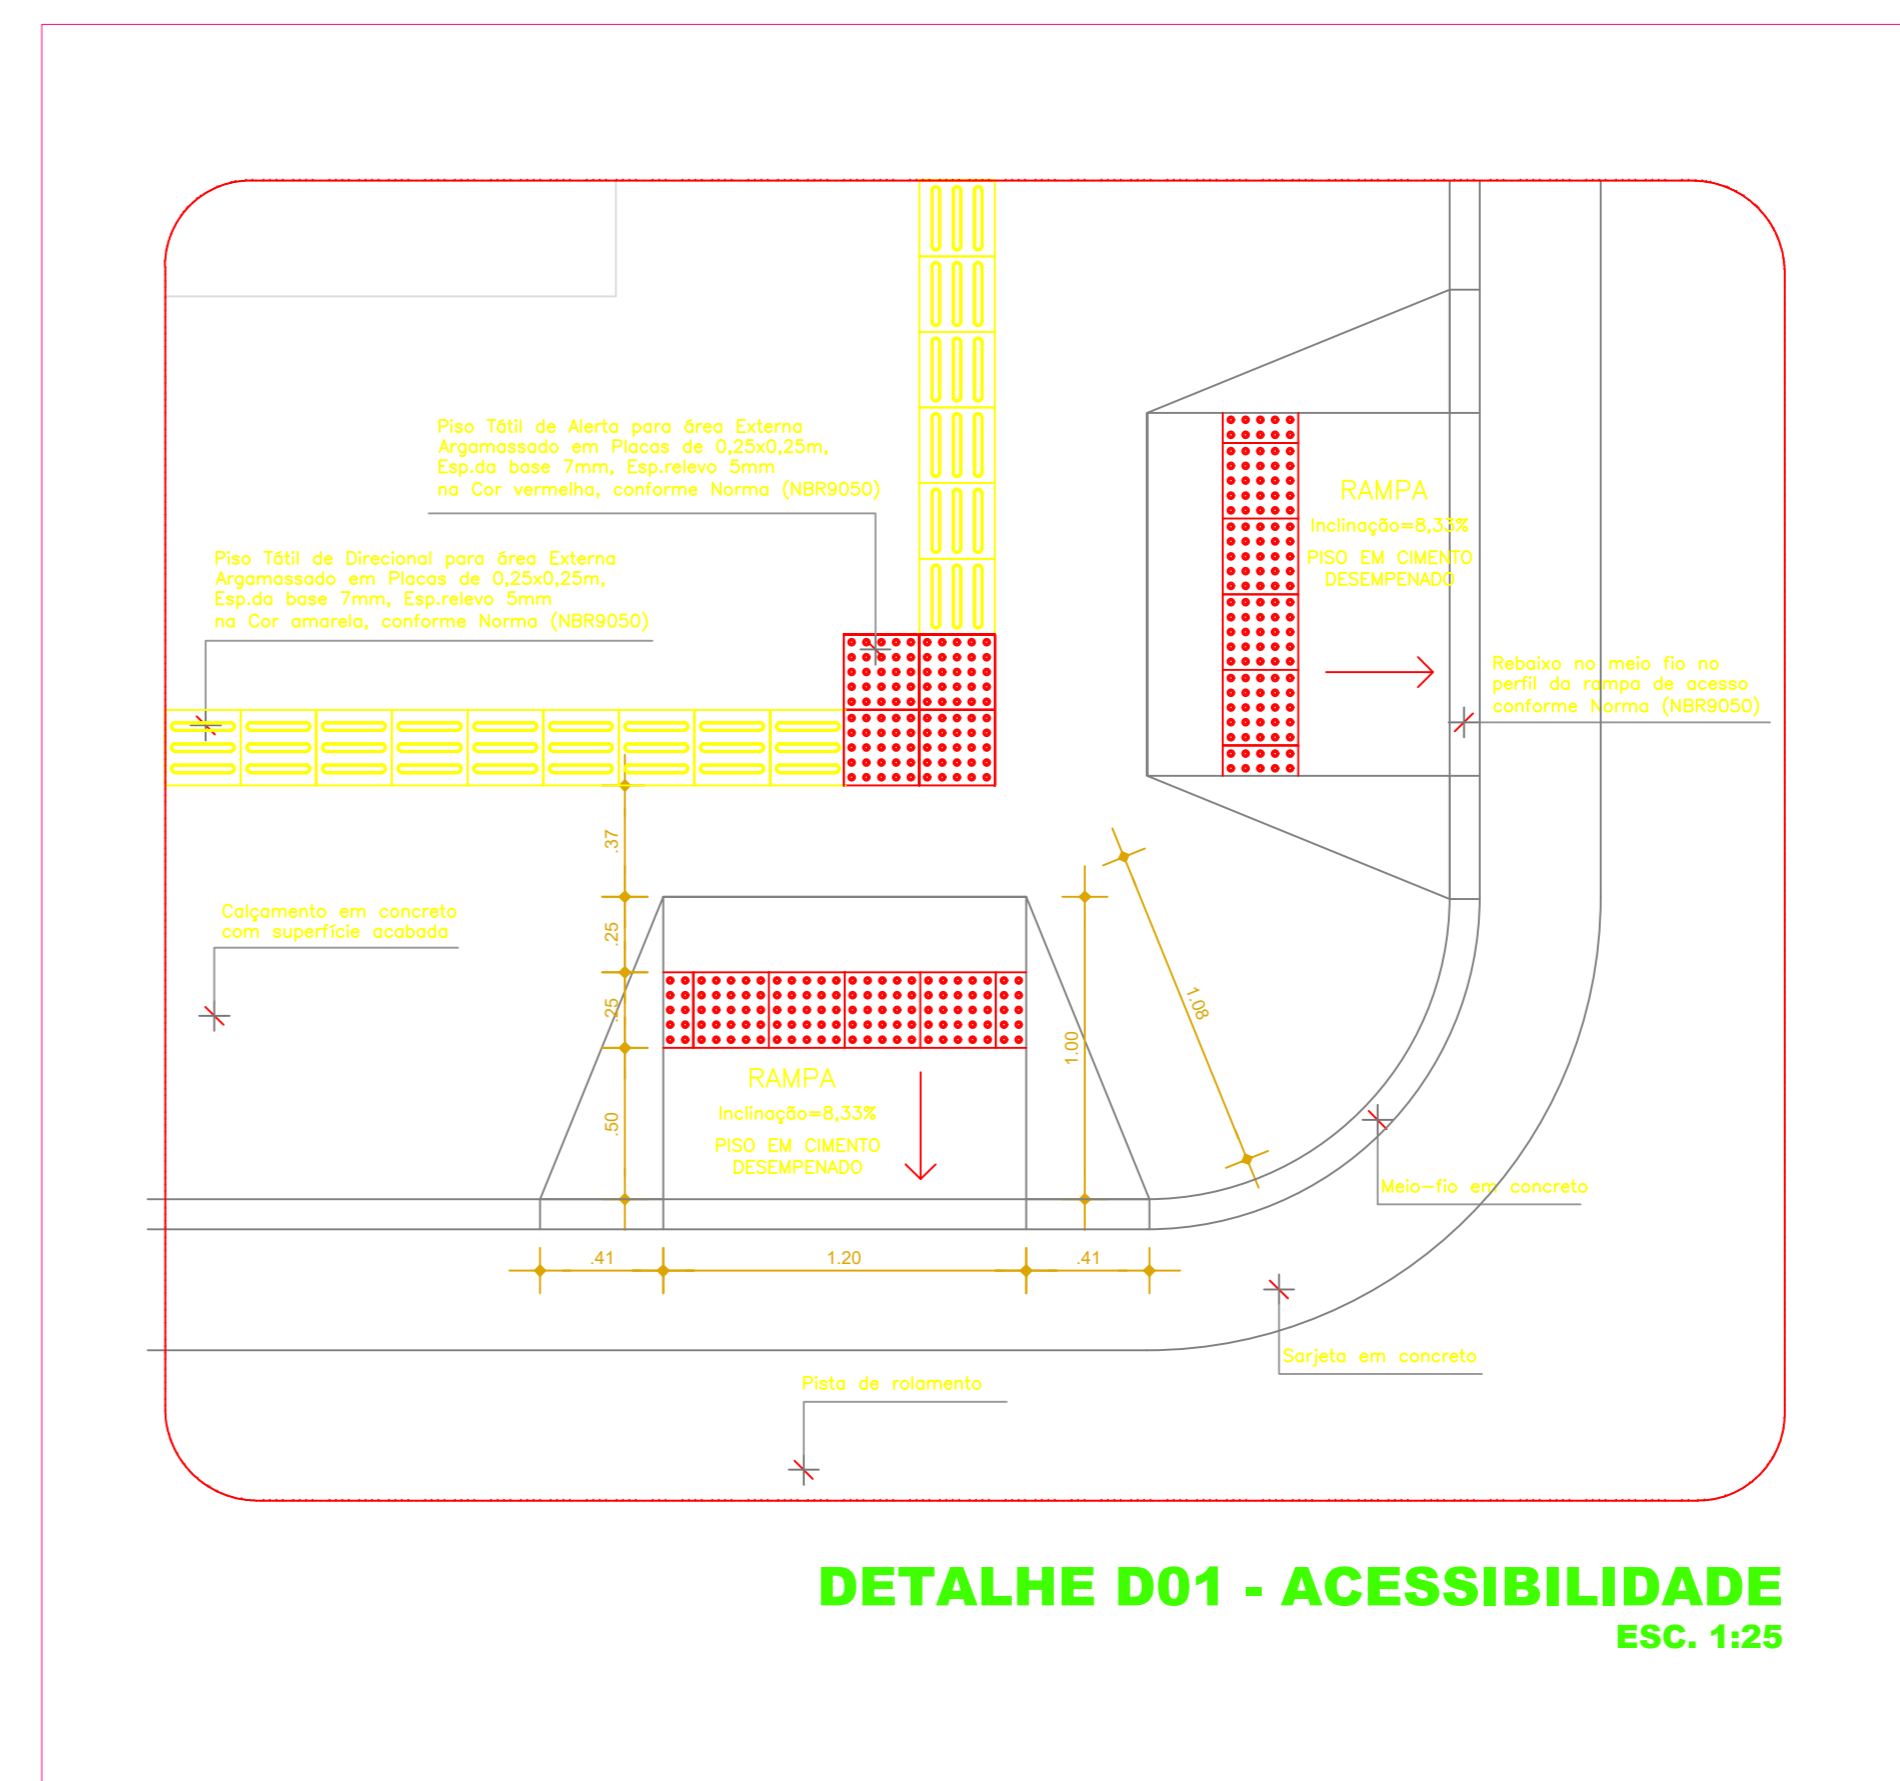 Piso Tátil de Alerta para área Externa
Argamassado em Placas de 0,25x0,25m,
Esp.da base 7mm, Esp.relevo 5mm
na Cor vermelha, conforme Norma (NBR9050)
Piso Tátil de Direcional para área Externa
Argamassado em Placas de 0,25x0,25m,
Esp.da base 7mm, Esp.relevo 5mm
na Cor amarela, conforme Norma (NBR9050)
RAMPA
Inclinação=8,33%
PISO EM CIMENTO
DESEMPENADO
Rebaixo no meio fio no
perfil da rampa de acesso
conforme Norma (NBR9050)
.37
.25
.25
.50
Calçamento em concreto
com superfície acabada
1.00
1.08
RAMPA
Inclinação=8,33%
PISO EM CIMENTO
DESEMPENADO
Meio-fio em concreto
.41
1.20
.41
Sarjeta em concreto
Pista de rolamento
DETALHE D01 - ACESSIBILIDADE
ESC. 1:25